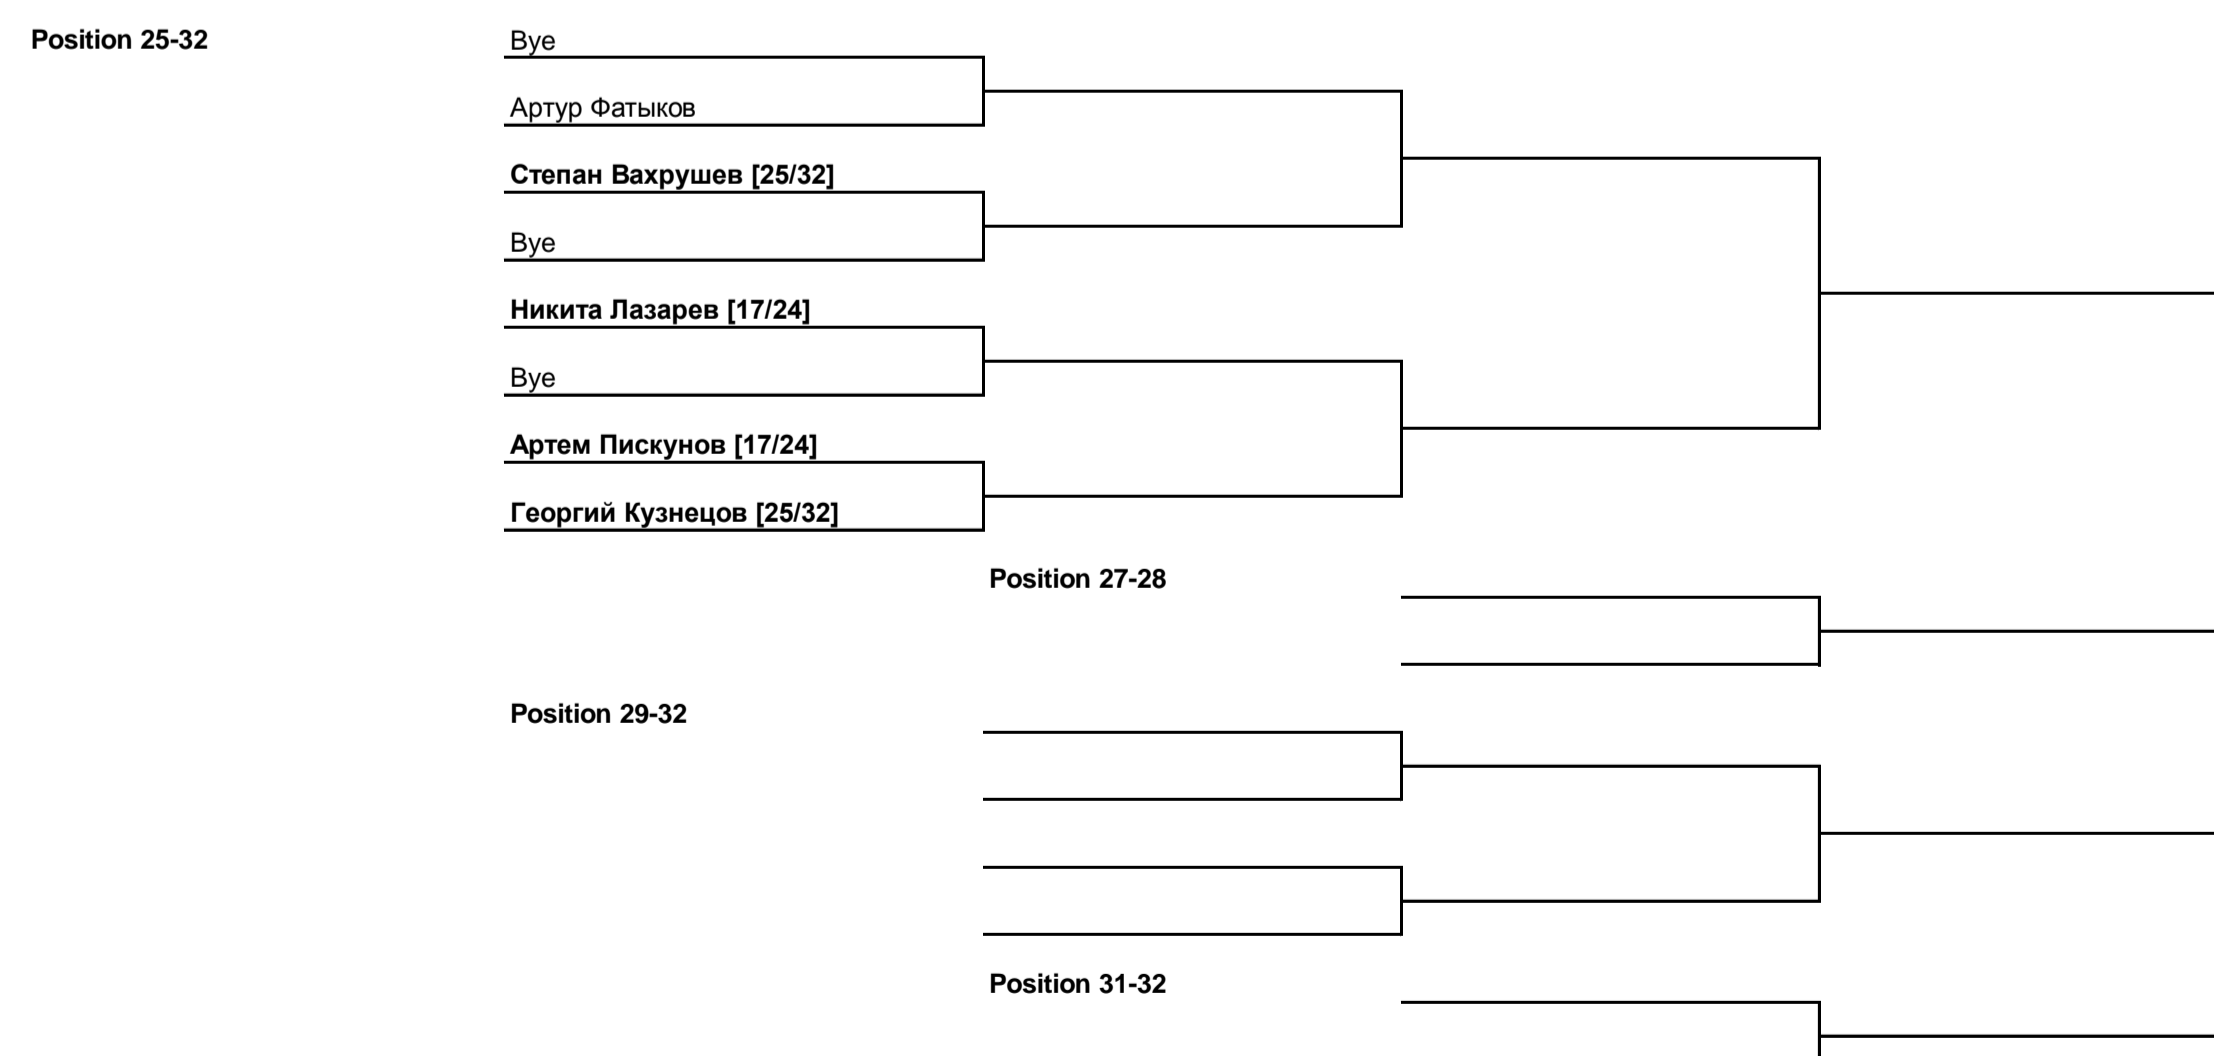 Position 25-32
Bye
Артур Фатыков
Степан Вахрушев [25/32]
Bye
Никита Лазарев [17/24]
Bye
Артем Пискунов [17/24]
Георгий Кузнецов [25/32]
Position 27-28
Position 29-32
Position 31-32